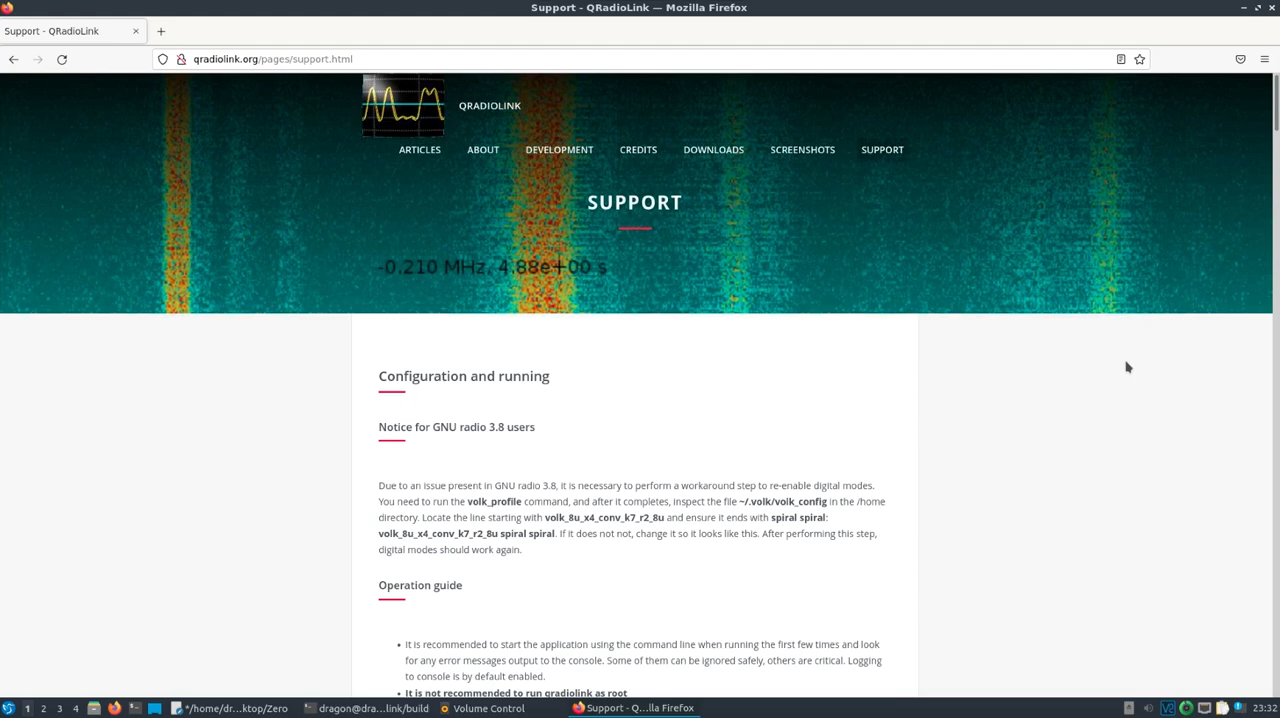 Support - QRadioLink — Mozilla Firefox
Support - QRadioLink
qradiolink.org/pages/support.html
QRADIOLINK
ARTICLES ABOUT DEVELOPMENT CREDITS DOWNLOADS SCREENSHOTS SUPPORT
SUPPORT
-0.210 MHz, 4.88e+00 s
Configuration and running
Notice for GNU radio 3.8 users
Due to an issue present in GNU radio 3.8, it is necessary to perform a workaround step to re-enable digital modes.
You need to run the volk_profile command, and after it completes, inspect the file ~/.volk/volk_config in the /home
directory. Locate the line starting with volk_8u_x4_conv_k7_r2_8u and ensure it ends with spiral spiral:
volk_8u_x4_conv_k7_r2_8u spiral spiral. If it does not not, change it so it looks like this. After performing this step,
digital modes should work again.
Operation guide
• It is recommended to start the application using the command line when running the first few times and look
for any error messages output to the console. Some of them can be ignored safely, others are critical. Logging
to console is by default enabled.
• It is not recommended to run qradiolink as root
1 2 3 4 */home/dr...ktop/Zero dragon@dra...link/build Volume Control Support - Q...lla Firefox V2 23:32